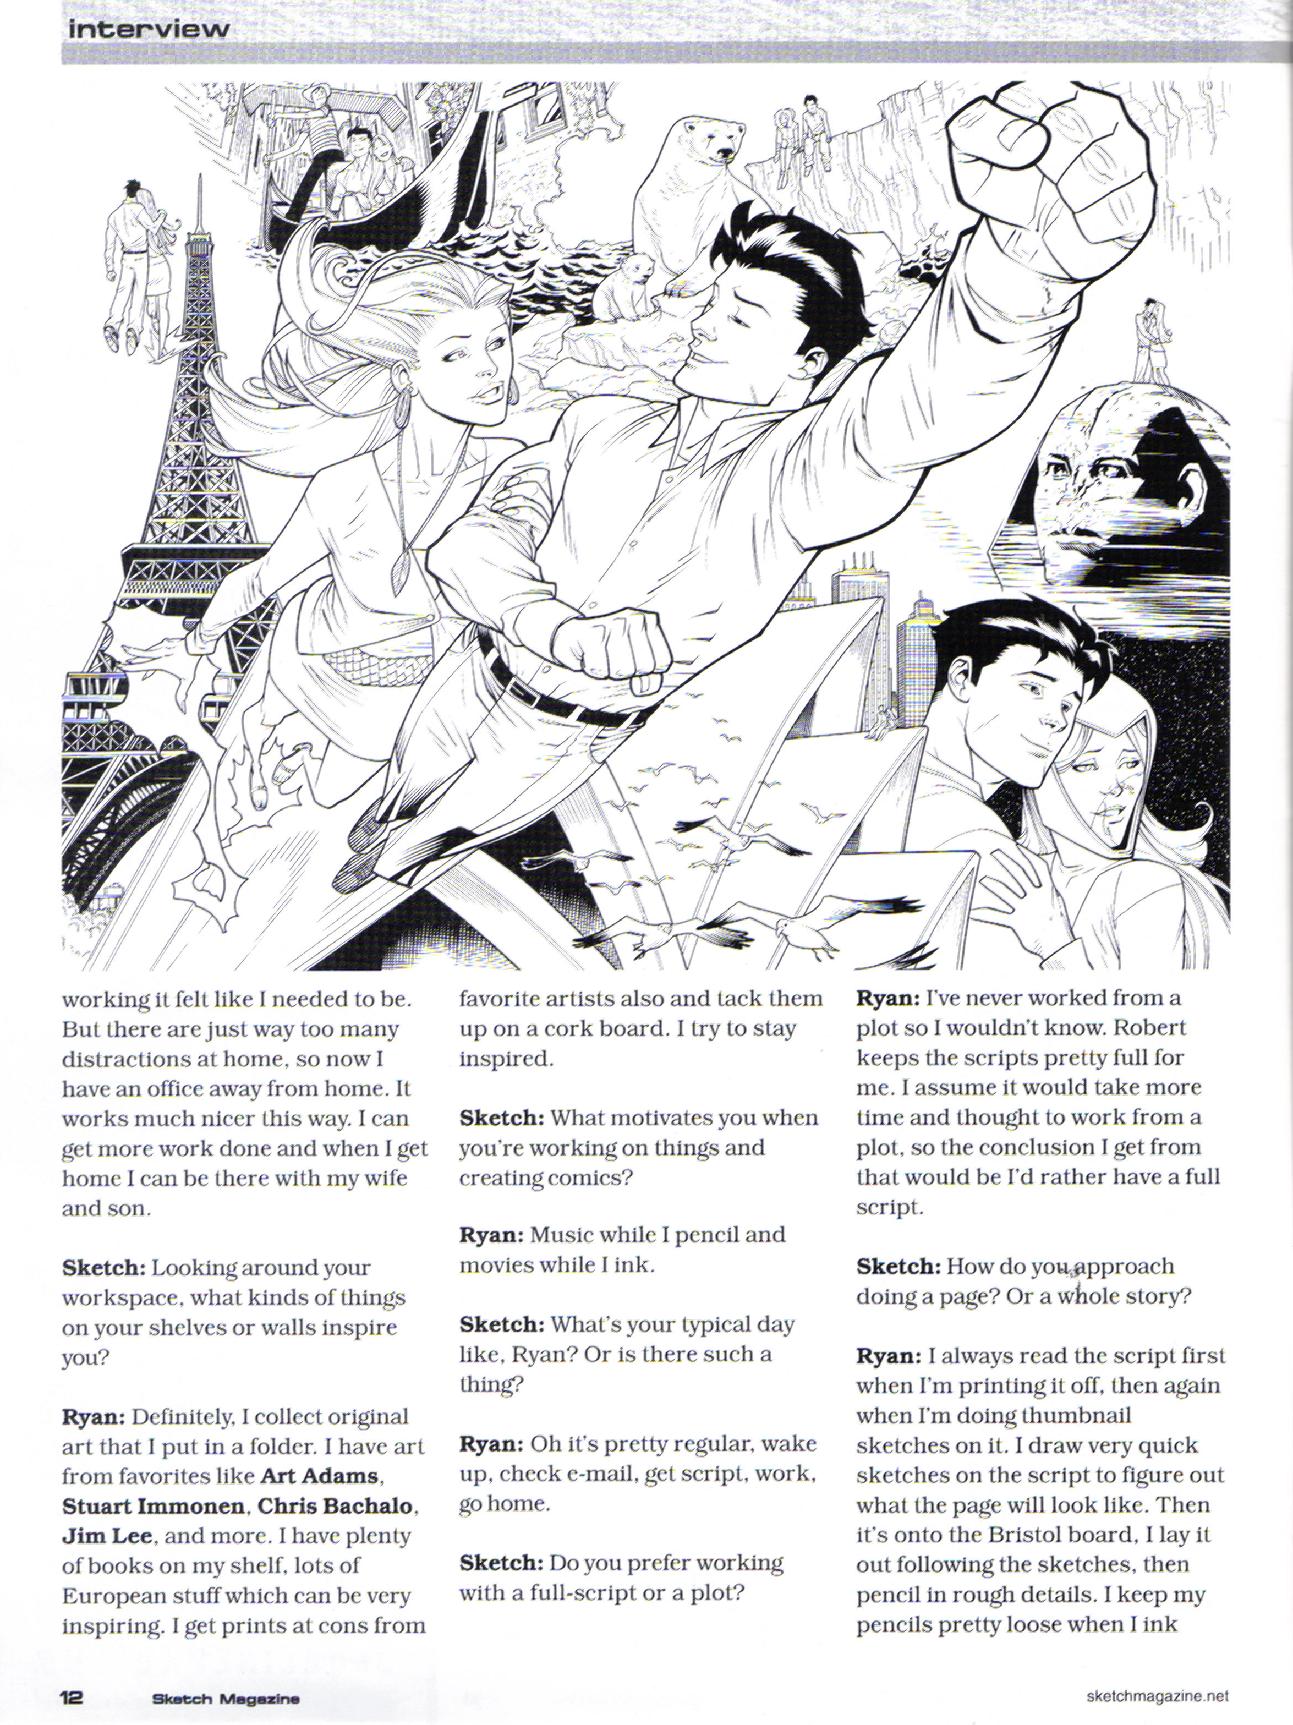 interview
working it felt like I needed to be.
But there are just way too many
distractions at home, so now I
have an office away from home. It
works much nicer this way. I can
get more work done and when I get
home I can be there with my wife
and son.
Sketch: Looking around your
workspace, what kinds of things
on your shelves or walls inspire
you?
Ryan: Definitely, I collect original
art that I put in a folder. I have art
from favorites like Art Adams,
Stuart Immonen, Chris Bachalo,
Jim Lee, and more. I have plenty
of books on my shelf, lots of
European stuff which can be very
inspiring. I get prints at cons from
favorite artists also and tack them
up on a cork board. I try to stay
inspired.
Sketch: What motivates you when
you're working on things and
creating comics?
Ryan: Music while I pencil and
movies while I ink.
Sketch: What's your typical day
like, Ryan? Or is there such a
thing?
Ryan: Oh it's pretty regular, wake
up, check e-mail, get script, work,
go home.
Sketch: Do you prefer working
with a full-script or a plot?
Ryan: I've never worked from a
plot so I wouldn't know. Robert
keeps the scripts pretty full for
me. I assume it would take more
time and thought to work from a
plot, so the conclusion I get from
that would be I'd rather have a full
script.
Sketch: How do you approach
doing a page? Or a whole story?
Ryan: I always read the script first
when I'm printing it off, then again
when I'm doing thumbnail
sketches on it. I draw very quick
sketches on the script to figure out
what the page will look like. Then
it's onto the Bristol board, I lay it
out following the sketches, then
pencil in rough details. I keep my
pencils pretty loose when I ink
12 Sketch Magazine
sketchmagazine.net